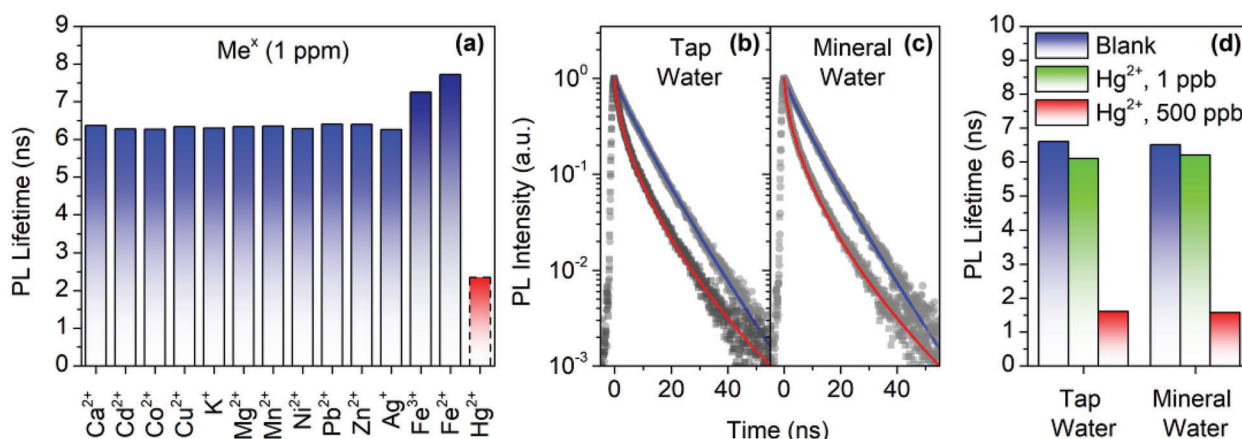 9
8
7
6
5
4
3
2
1
0
PL Lifetime (ns)
Meˣ (1 ppm)
(a)
Ca²⁺
Cd²⁺
Co²⁺
Cu²⁺
K⁺
Mg²⁺
Mn²⁺
Ni²⁺
Pb²⁺
Zn²⁺
Ag⁺
Fe³⁺
Fe²⁺
Hg²⁺
(b)
Tap
Water
10⁰
10⁻¹
10⁻²
10⁻³
PL Intensity (a.u.)
0
20
40
(c)
Mineral
Water
0
20
40
Time (ns)
10
9
8
7
6
5
4
3
2
1
0
PL Lifetime (ns)
(d)
Blank
Hg²⁺, 1 ppb
Hg²⁺, 500 ppb
Tap
Water
Mineral
Water